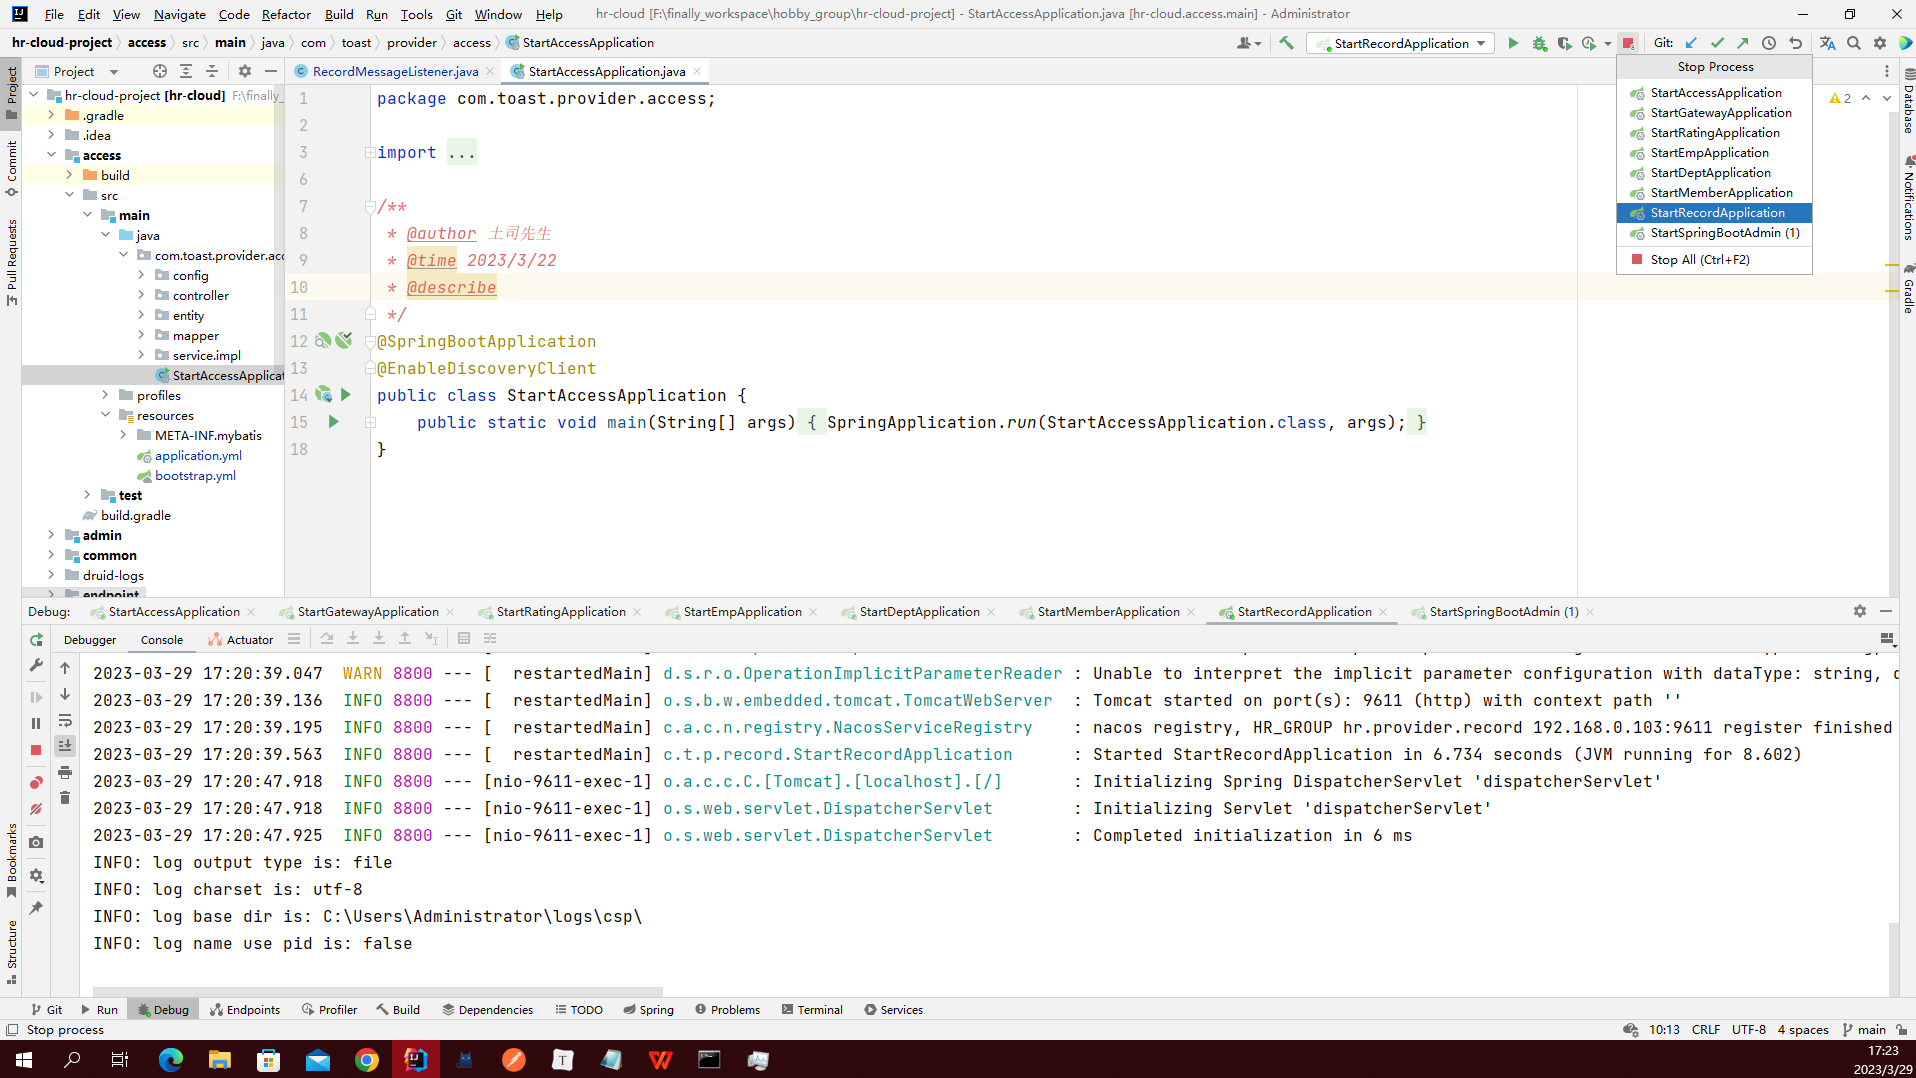 File Edit View Navigate Code Refactor Build Run Tools Git Window Help
hr-cloud [F:\finally_workspace\hobby_group\hr-cloud-project] - StartAccessApplication.java [hr-cloud.access.main] - Administrator
hr-cloud-project access src main java com toast provider access StartAccessApplication
StartRecordApplication
Git:
Project
RecordMessageListener.java
StartAccessApplication.java
Stop Process
StartAccessApplication
StartGatewayApplication
StartRatingApplication
StartEmpApplication
StartDeptApplication
StartMemberApplication
StartRecordApplication
StartSpringBootAdmin (1)
Stop All (Ctrl+F2)
2
Project
Commit
Pull Requests
Bookmarks
Structure
Database
Notifications
Gradle
hr-cloud-project [hr-cloud] F:\finally_
.gradle
.idea
access
build
src
main
java
com.toast.provider.acc
config
controller
entity
mapper
service.impl
StartAccessApplicat
profiles
resources
META-INF.mybatis
application.yml
bootstrap.yml
test
build.gradle
admin
common
druid-logs
endpoint
1 package com.toast.provider.access;
2
3 import ...
6
7 /**
8 * @author 土司先生
9 * @time 2023/3/22
10 * @describe
11 */
12 @SpringBootApplication
13 @EnableDiscoveryClient
14 public class StartAccessApplication {
15 public static void main(String[] args) { SpringApplication.run(StartAccessApplication.class, args); }
18 }
Debug: StartAccessApplication StartGatewayApplication StartRatingApplication StartEmpApplication StartDeptApplication StartMemberApplication StartRecordApplication StartSpringBootAdmin (1)
Debugger Console Actuator
2023-03-29 17:20:39.047 WARN 8800 --- [ restartedMain] d.s.r.o.OperationImplicitParameterReader : Unable to interpret the implicit parameter configuration with dataType: string,
2023-03-29 17:20:39.136 INFO 8800 --- [ restartedMain] o.s.b.w.embedded.tomcat.TomcatWebServer : Tomcat started on port(s): 9611 (http) with context path ''
2023-03-29 17:20:39.195 INFO 8800 --- [ restartedMain] c.a.c.n.registry.NacosServiceRegistry : nacos registry, HR_GROUP hr.provider.record 192.168.0.103:9611 register finished
2023-03-29 17:20:39.563 INFO 8800 --- [ restartedMain] c.t.p.record.StartRecordApplication : Started StartRecordApplication in 6.734 seconds (JVM running for 8.602)
2023-03-29 17:20:47.918 INFO 8800 --- [nio-9611-exec-1] o.a.c.c.C.[Tomcat].[localhost].[/] : Initializing Spring DispatcherServlet 'dispatcherServlet'
2023-03-29 17:20:47.918 INFO 8800 --- [nio-9611-exec-1] o.s.web.servlet.DispatcherServlet : Initializing Servlet 'dispatcherServlet'
2023-03-29 17:20:47.925 INFO 8800 --- [nio-9611-exec-1] o.s.web.servlet.DispatcherServlet : Completed initialization in 6 ms
INFO: log output type is: file
INFO: log charset is: utf-8
INFO: log base dir is: C:\Users\Administrator\logs\csp\
INFO: log name use pid is: false
Git Run Debug Endpoints Profiler Build Dependencies TODO Spring Problems Terminal Services
Stop process
10:13 CRLF UTF-8 4 spaces main
17:23
2023/3/29